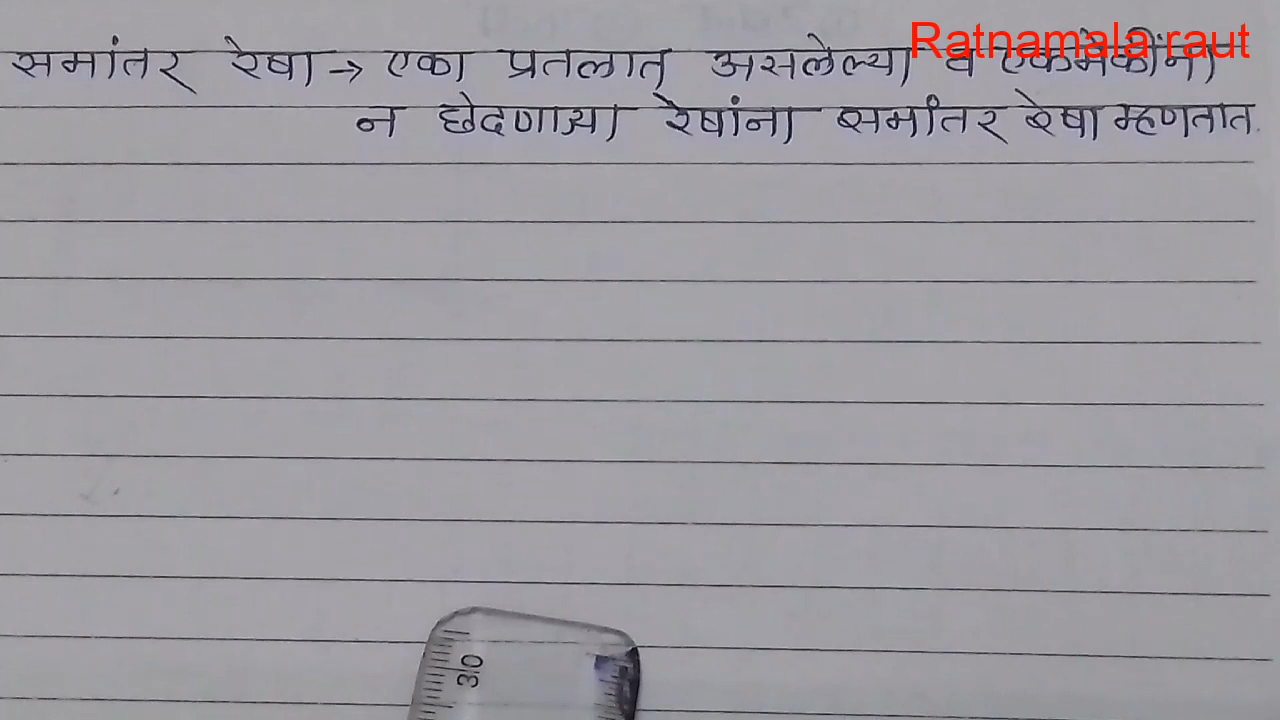 Ratnamala raut
समांतर रेषा → एका प्रतलात असलेल्या व एकमेकींना
न छेदणाऱ्या रेषांना समांतर रेषा म्हणतात.
30